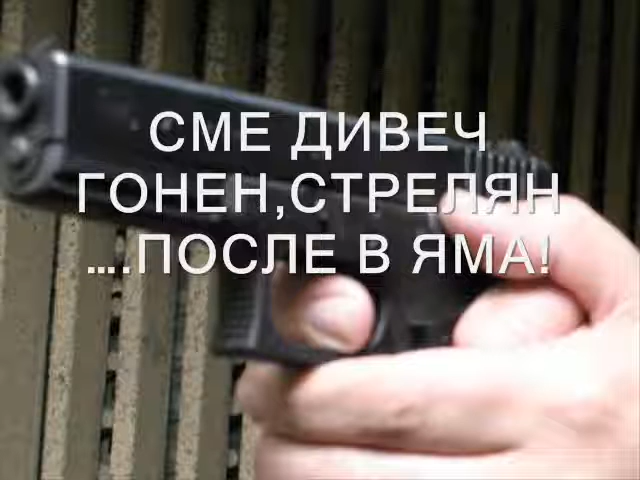 СМЕ ДИВЕЧ
ГОНЕН,СТРЕЛЯН
....ПОСЛЕ В ЯМА!